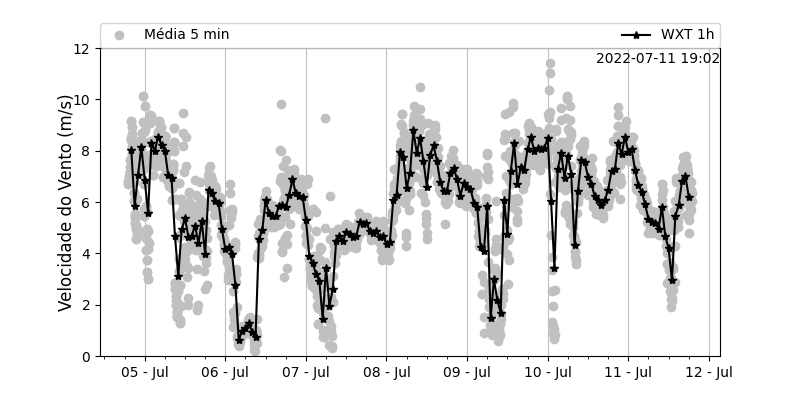 Média 5 min
WXT 1h
2022-07-11 19:02
Velocidade do Vento (m/s)
12
10
8
6
4
2
0
05 - Jul 06 - Jul 07 - Jul 08 - Jul 09 - Jul 10 - Jul 11 - Jul 12 - Jul